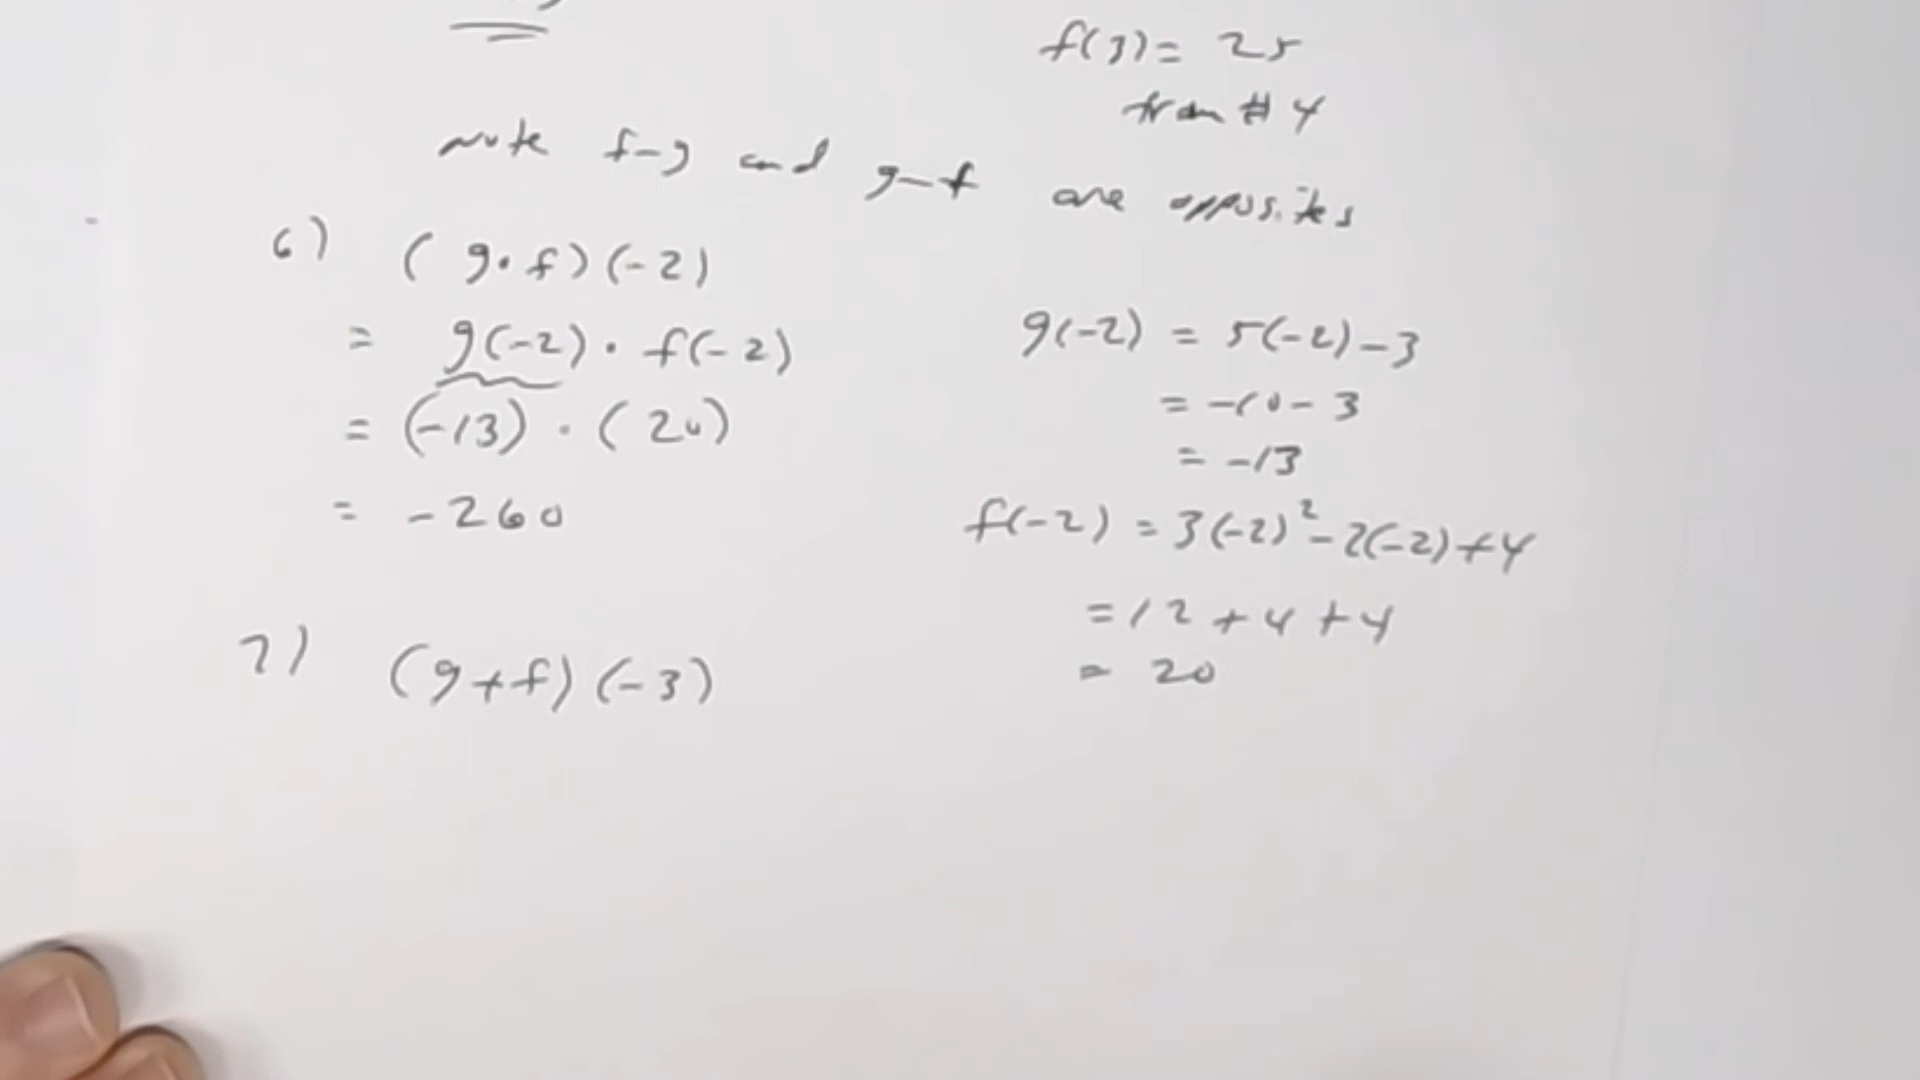 f(3) = 25
from # 4
note f-g and g-f are opposites
6) (g·f)(-2)
= g(-2) · f(-2)
= (-13) · (20)
= -260
g(-2) = 5(-2)-3
= -10-3
= -13
f(-2) = 3(-2)² - 2(-2)+4
= 12 + 4 + 4
= 20
7) (g+f)(-3)